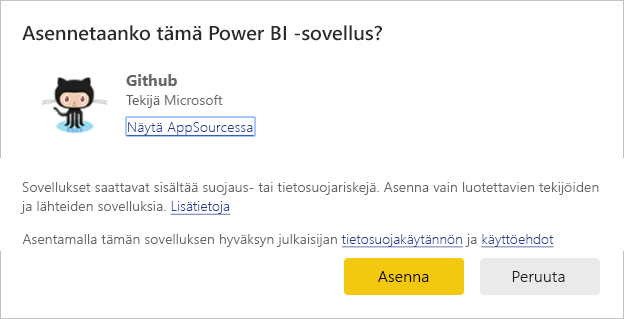 Asennetaanko tämä Power BI -sovellus?
Github
Tekijä Microsoft
Näytä AppSourcessa
Sovellukset saattavat sisältää suojaus- tai tietosuojariskejä. Asenna vain luotettavien tekijöiden
ja lähteiden sovelluksia. Lisätietoja
Asentamalla tämän sovelluksen hyväksyn julkaisijan tietosuojakäytännön ja käyttöehdot
Asenna
Peruuta